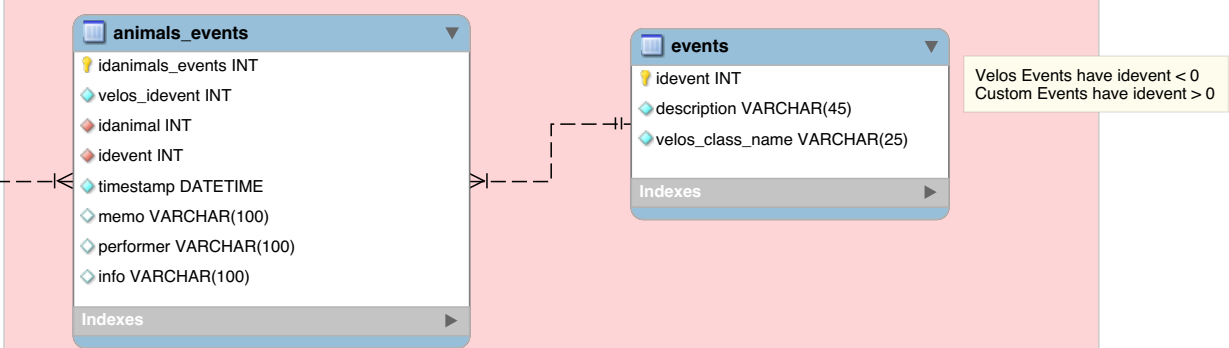 animals_events
idanimals_events INT
velos_idevent INT
idanimal INT
idevent INT
timestamp DATETIME
memo VARCHAR(100)
performer VARCHAR(100)
info VARCHAR(100)
Indexes
events
idevent INT
description VARCHAR(45)
velos_class_name VARCHAR(25)
Indexes
Velos Events have idevent < 0
Custom Events have idevent > 0